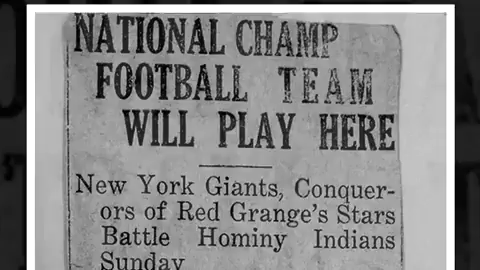 NATIONAL CHAMP
FOOTBALL TEAM
WILL PLAY HERE
New York Giants, Conquer-
ors of Red Grange's Stars
Battle Hominy Indians
Sunday